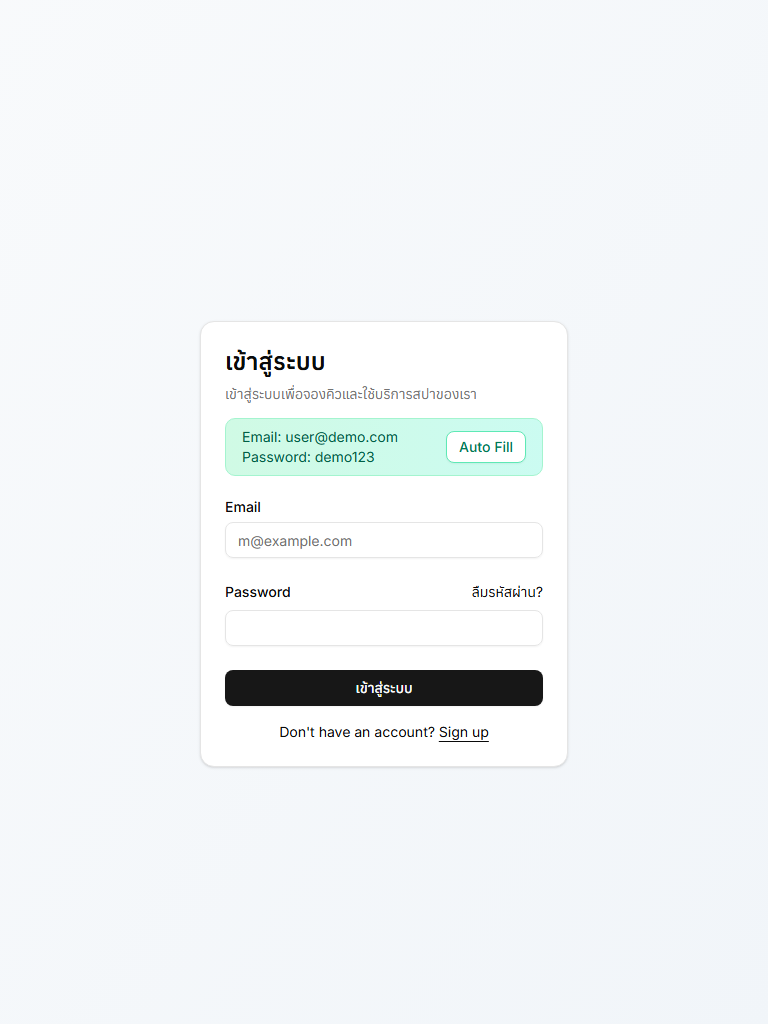 เข้าสู่ระบบ
เข้าสู่ระบบเพื่อจองคิวและใช้บริการสปาของเรา
Email: user@demo.com
Password: demo123
Auto Fill
Email
m@example.com
Password
ลืมรหัสผ่าน?
เข้าสู่ระบบ
Don't have an account? Sign up